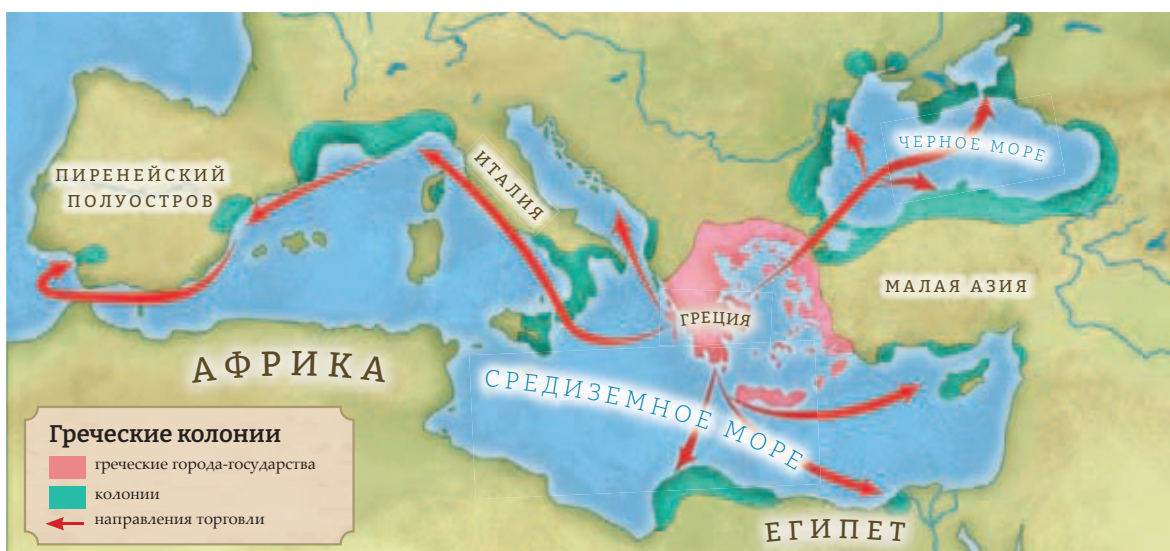 ПИРЕНЕЙСКИЙ
ПОЛУОСТРОВ
ИТАЛИЯ
ЧЕРНОЕ МОРЕ
МАЛАЯ АЗИЯ
ГРЕЦИЯ
АФРИКА
СРЕДИЗЕМНОЕ МОРЕ
ЕГИПЕТ
Греческие колонии
греческие города-государства
колонии
направления торговли